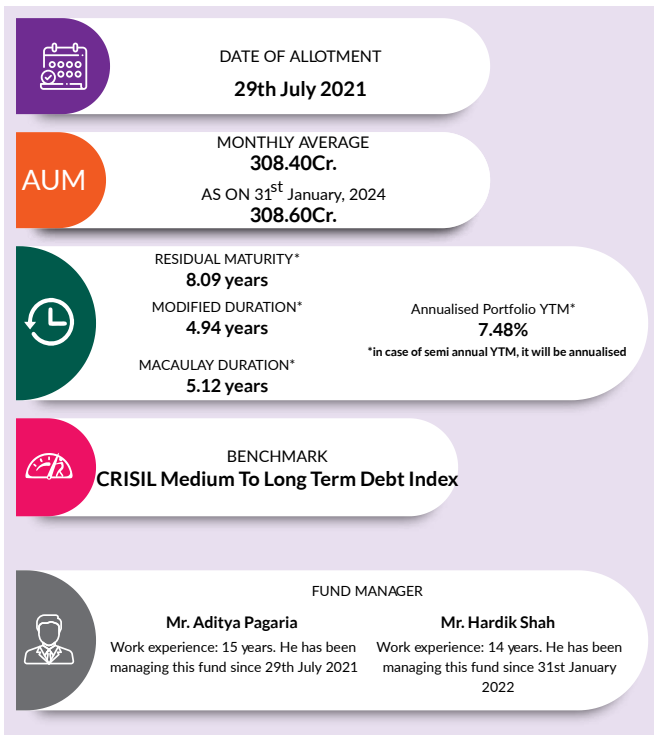 DATE OF ALLOTMENT
29th July 2021
AUM
MONTHLY AVERAGE
308.40Cr.
AS ON 31st January, 2024
308.60Cr.
RESIDUAL MATURITY*
8.09 years
MODIFIED DURATION*
4.94 years
MACAULAY DURATION*
5.12 years
Annualised Portfolio YTM*
7.48%
*in case of semi annual YTM, it will be annualised
BENCHMARK
CRISIL Medium To Long Term Debt Index
FUND MANAGER
Mr. Aditya Pagaria
Work experience: 15 years. He has been
managing this fund since 29th July 2021
Mr. Hardik Shah
Work experience: 14 years. He has been
managing this fund since 31st January
2022